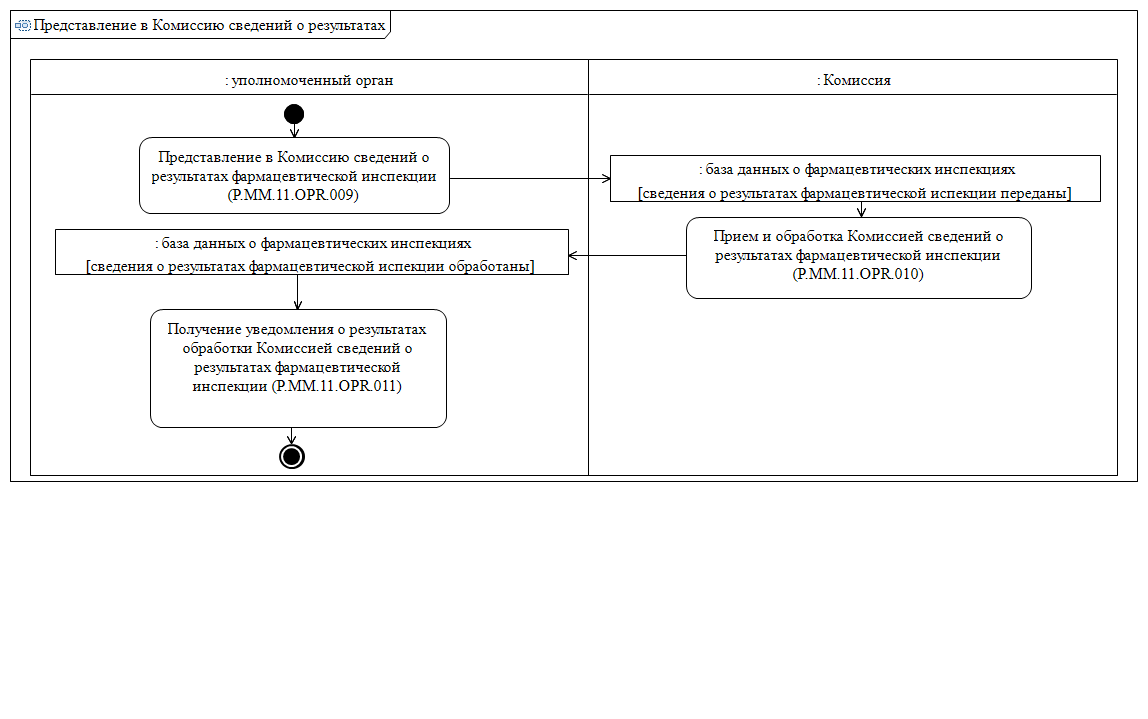 Представление в Комиссию сведений о результатах
: уполномоченный орган
: Комиссия
Представление в Комиссию сведений о
результатах фармацевтической инспекции
(P.MM.11.OPR.009)
: база данных о фармацевтических инспекциях
[сведения о результатах фармацевтической испекции переданы]
Прием и обработка Комиссией сведений о
результатах фармацевтической инспекции
(P.MM.11.OPR.010)
: база данных о фармацевтических инспекциях
[сведения о результатах фармацевтической испекции обработаны]
Получение уведомления о результатах
обработки Комиссией сведений о
результатах фармацевтической
инспекции (P.MM.11.OPR.011)